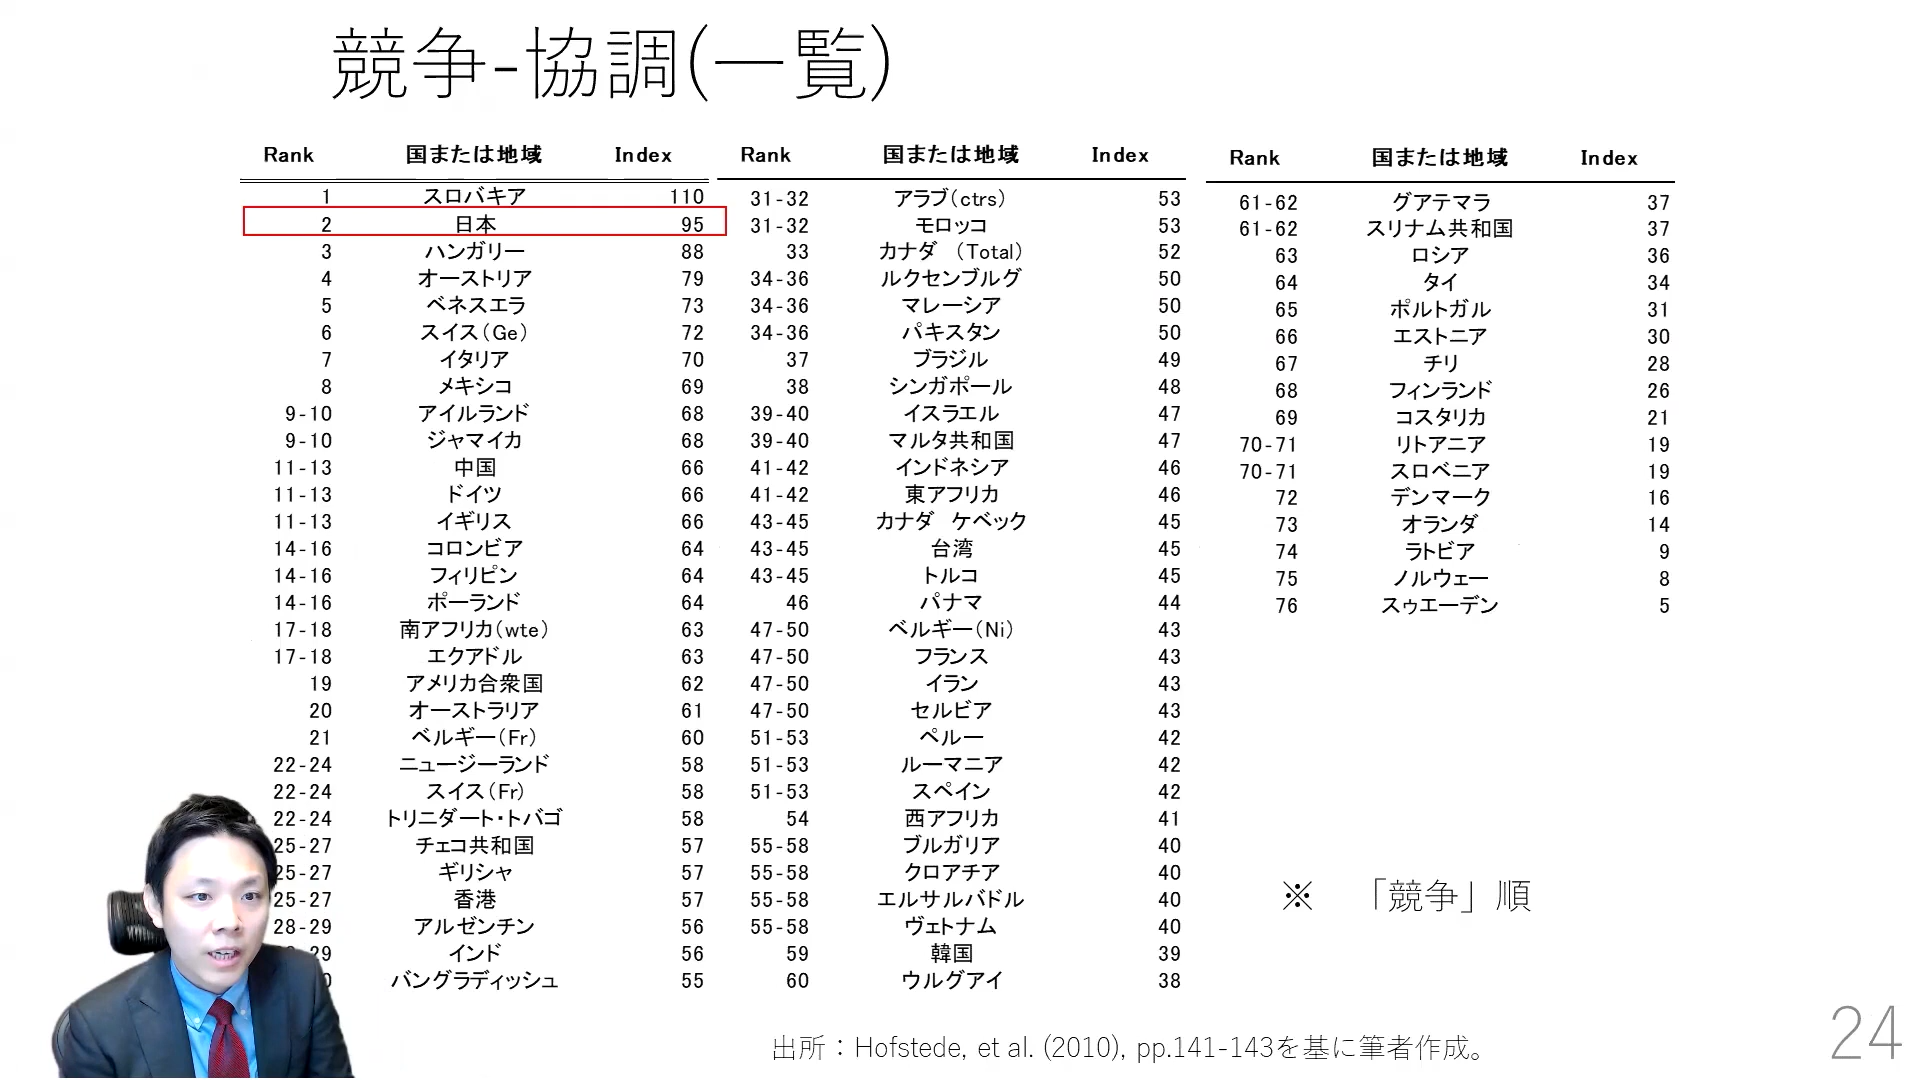 競争-協調(一覧)
Rank 国または地域 Index
1 スロバキア 110
2 日本 95
3 ハンガリー 88
4 オーストリア 79
5 ベネスエラ 73
6 スイス(Ge) 72
7 イタリア 70
8 メキシコ 69
9-10 アイルランド 68
9-10 ジャマイカ 68
11-13 中国 66
11-13 ドイツ 66
11-13 イギリス 66
14-16 コロンビア 64
14-16 フィリピン 64
14-16 ポーランド 64
17-18 南アフリカ(wte) 63
17-18 エクアドル 63
19 アメリカ合衆国 62
20 オーストラリア 61
21 ベルギー(Fr) 60
22-24 ニュージーランド 58
22-24 スイス(Fr) 58
22-24 トリニダート・トバゴ 58
25-27 チェコ共和国 57
25-27 ギリシャ 57
25-27 香港 57
28-29 アルゼンチン 56
29 インド 56
バングラディッシュ 55
Rank 国または地域 Index
31-32 アラブ(ctrs) 53
31-32 モロッコ 53
33 カナダ (Total) 52
34-36 ルクセンブルグ 50
34-36 マレーシア 50
34-36 パキスタン 50
37 ブラジル 49
38 シンガポール 48
39-40 イスラエル 47
39-40 マルタ共和国 47
41-42 インドネシア 46
41-42 東アフリカ 46
43-45 カナダ ケベック 45
43-45 台湾 45
43-45 トルコ 45
46 パナマ 44
47-50 ベルギー(Ni) 43
47-50 フランス 43
47-50 イラン 43
47-50 セルビア 43
51-53 ペルー 42
51-53 ルーマニア 42
51-53 スペイン 42
54 西アフリカ 41
55-58 ブルガリア 40
55-58 クロアチア 40
55-58 エルサルバドル 40
55-58 ヴェトナム 40
59 韓国 39
60 ウルグアイ 38
Rank 国または地域 Index
61-62 グアテマラ 37
61-62 スリナム共和国 37
63 ロシア 36
64 タイ 34
65 ポルトガル 31
66 エストニア 30
67 チリ 28
68 フィンランド 26
69 コスタリカ 21
70-71 リトアニア 19
70-71 スロベニア 19
72 デンマーク 16
73 オランダ 14
74 ラトビア 9
75 ノルウェー 8
76 スゥエーデン 5
※ 「競争」順
出所：Hofstede, et al. (2010), pp.141-143を基に筆者作成。
24